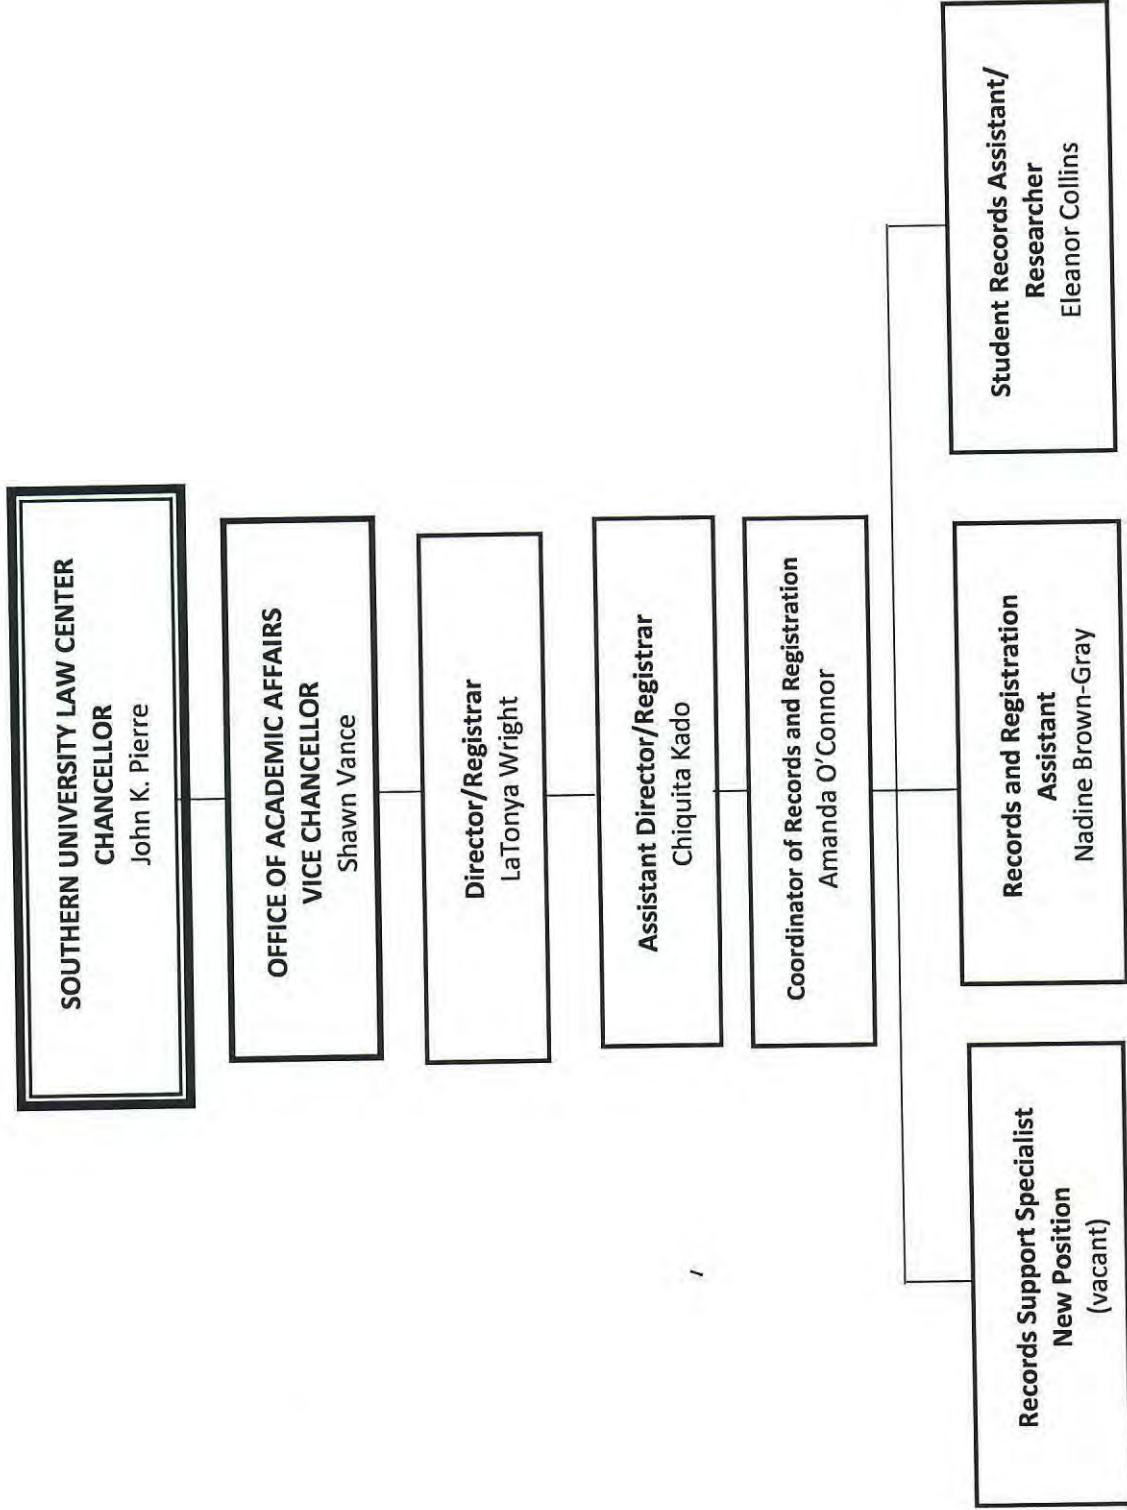 SOUTHERN UNIVERSITY LAW CENTER
CHANCELLOR
John K. Pierre
OFFICE OF ACADEMIC AFFAIRS
VICE CHANCELLOR
Shawn Vance
Director/Registrar
LaTonya Wright
Assistant Director/Registrar
Chiquita Kado
Coordinator of Records and Registration
Amanda O'Connor
Records Support Specialist
New Position
(vacant)
Records and Registration
Assistant
Nadine Brown-Gray
Student Records Assistant/
Researcher
Eleanor Collins